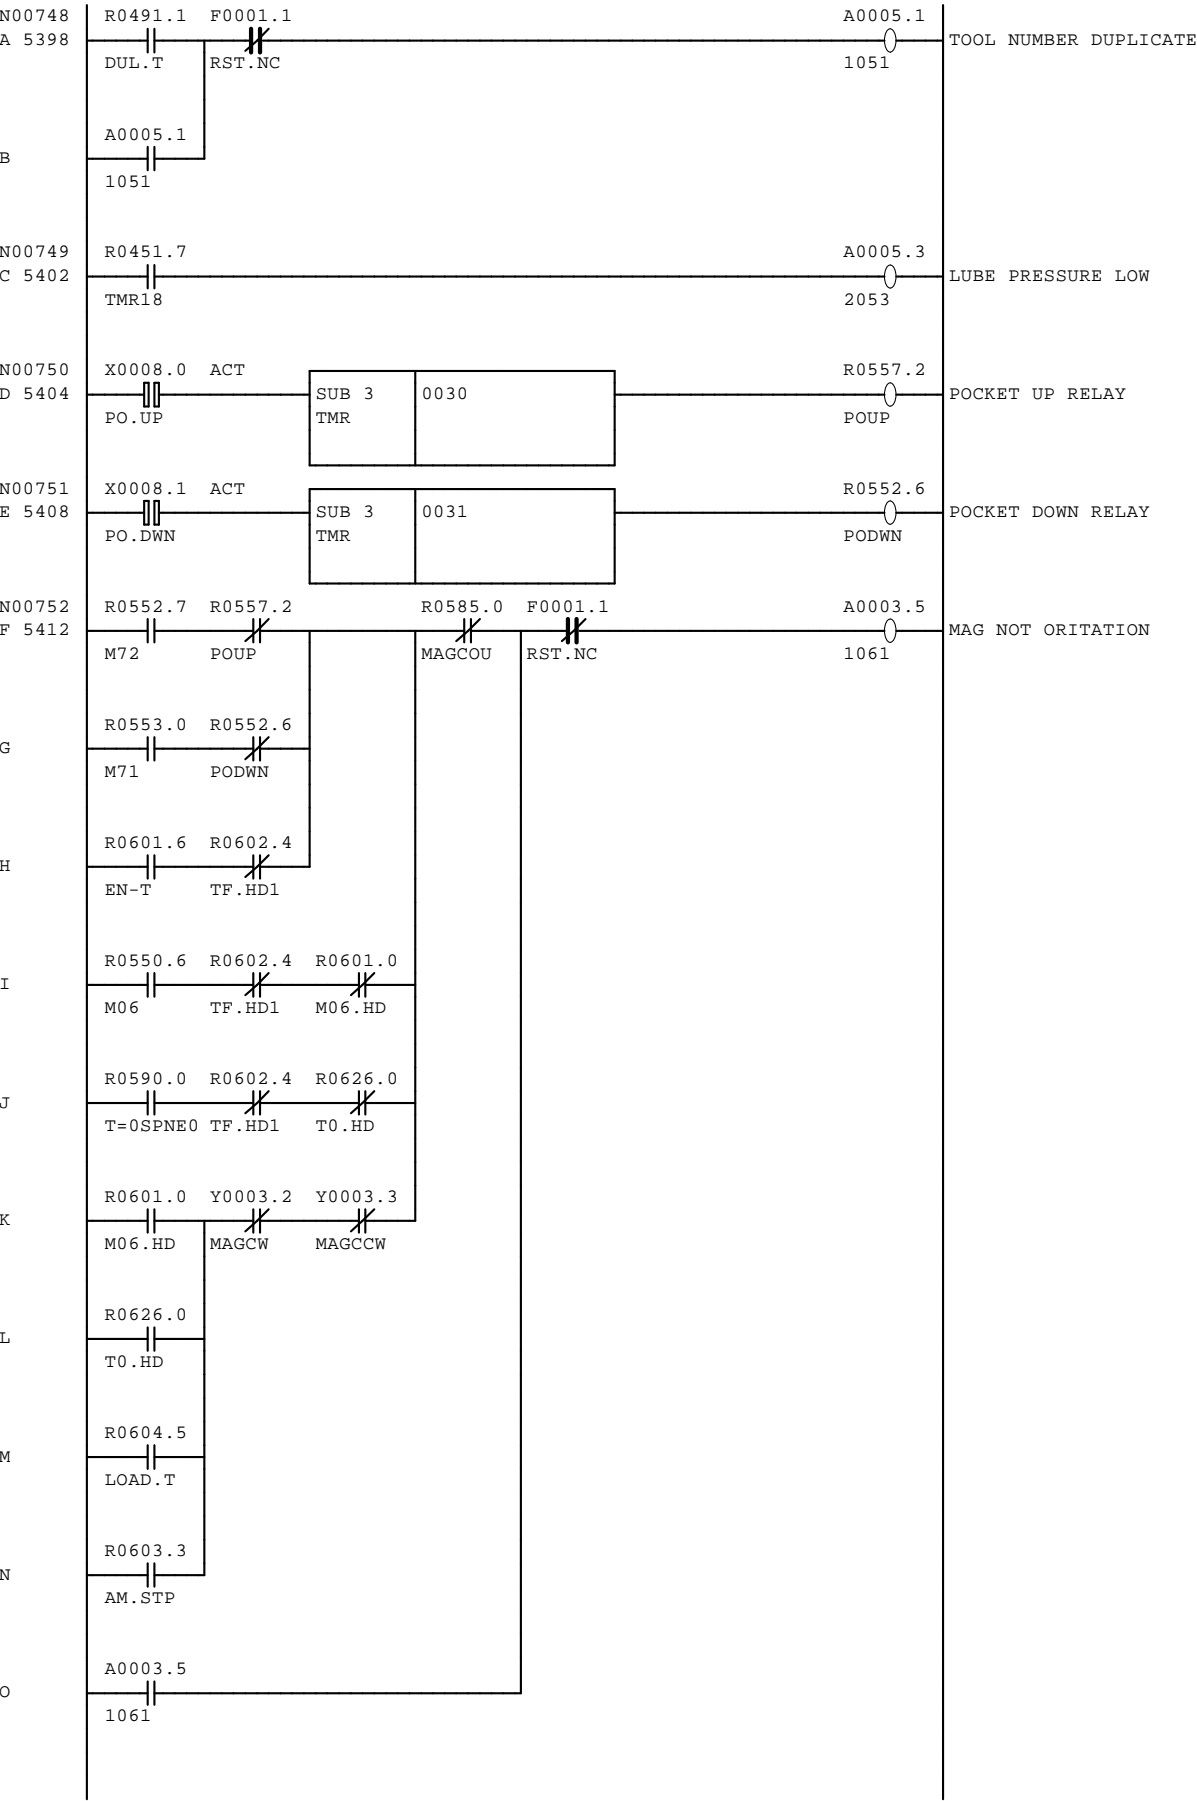 N00748 R0491.1 F0001.1 A0005.1
A 5398 TOOL NUMBER DUPLICATE
DUL.T RST.NC 1051
A0005.1
B
1051
N00749 R0451.7 A0005.3
C 5402 LUBE PRESSURE LOW
TMR18 2053
N00750 X0008.0 ACT R0557.2
D 5404 SUB 3 0030 POCKET UP RELAY
PO.UP TMR POUP
N00751 X0008.1 ACT R0552.6
E 5408 SUB 3 0031 POCKET DOWN RELAY
PO.DWN TMR PODWN
N00752 R0552.7 R0557.2 R0585.0 F0001.1 A0003.5
F 5412 MAG NOT ORITATION
M72 POUP MAGCOU RST.NC 1061
R0553.0 R0552.6
G
M71 PODWN
R0601.6 R0602.4
H
EN-T TF.HD1
R0550.6 R0602.4 R0601.0
I
M06 TF.HD1 M06.HD
R0590.0 R0602.4 R0626.0
J
T=0SPNE0 TF.HD1 T0.HD
R0601.0 Y0003.2 Y0003.3
K
M06.HD MAGCW MAGCCW
R0626.0
L
T0.HD
R0604.5
M
LOAD.T
R0603.3
N
AM.STP
A0003.5
O
1061